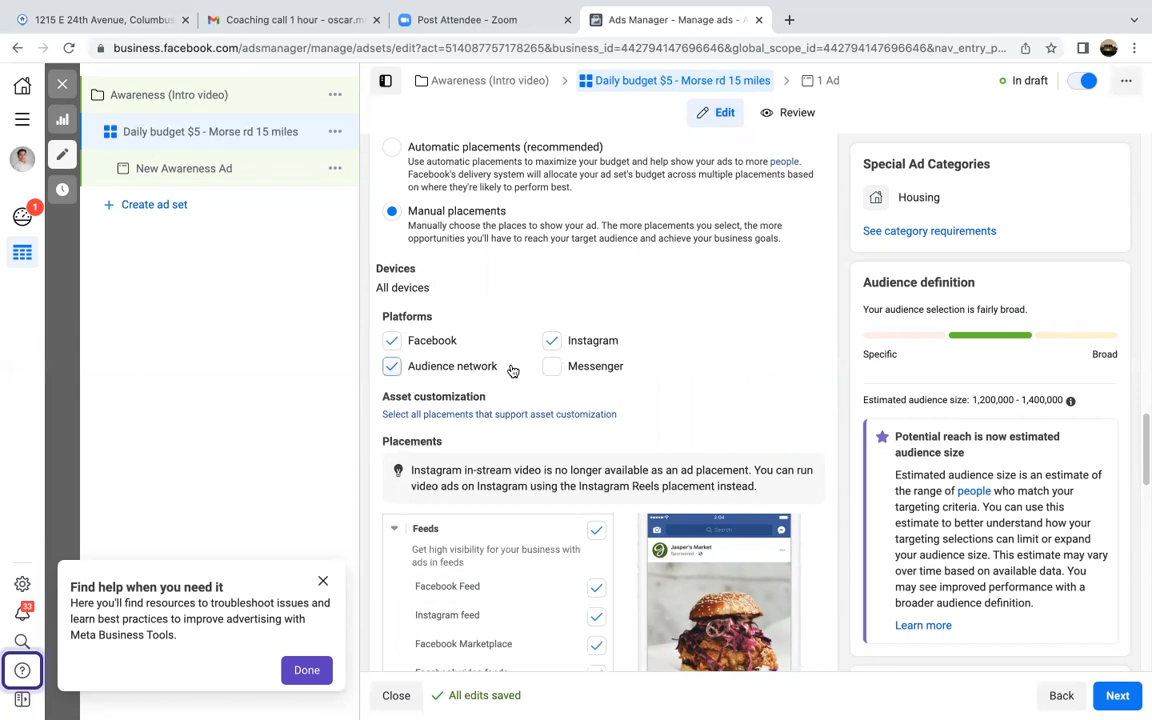 1215 E 24th Avenue, Columbus
Coaching call 1 hour - oscar.m
Post Attendee - Zoom
Ads Manager - Manage ads - A
business.facebook.com/adsmanager/manage/adsets/edit?act=514087757178265&business_id=442794147696646&global_scope_id=442794147696646&nav_entry_p...
Awareness (Intro video)
Daily budget $5 - Morse rd 15 miles
New Awareness Ad
+ Create ad set
Awareness (Intro video) > Daily budget $5 - Morse rd 15 miles > 1 Ad
In draft
Edit
Review
Automatic placements (recommended)
Use automatic placements to maximize your budget and help show your ads to more people.
Facebook's delivery system will allocate your ad set's budget across multiple placements based
on where they're likely to perform best.
Manual placements
Manually choose the places to show your ad. The more placements you select, the more
opportunities you'll have to reach your target audience and achieve your business goals.
Devices
All devices
Platforms
Facebook
Instagram
Audience network
Messenger
Asset customization
Select all placements that support asset customization
Placements
Instagram in-stream video is no longer available as an ad placement. You can run
video ads on Instagram using the Instagram Reels placement instead.
Feeds
Get high visibility for your business with
ads in feeds
Facebook Feed
Instagram feed
Facebook Marketplace
Facebook video feeds
2:04
Search
Jasper's Market
Sponsored
Special Ad Categories
Housing
See category requirements
Audience definition
Your audience selection is fairly broad.
Specific
Broad
Estimated audience size: 1,200,000 - 1,400,000
Potential reach is now estimated
audience size
Estimated audience size is an estimate of
the range of people who match your
targeting criteria. You can use this
estimate to better understand how your
targeting selections can limit or expand
your audience size. This estimate may vary
over time based on available data. You
may see improved performance with a
broader audience definition.
Learn more
1
33
Find help when you need it
Here you'll find resources to troubleshoot issues and
learn best practices to improve advertising with
Meta Business Tools.
Done
Close
All edits saved
Back
Next